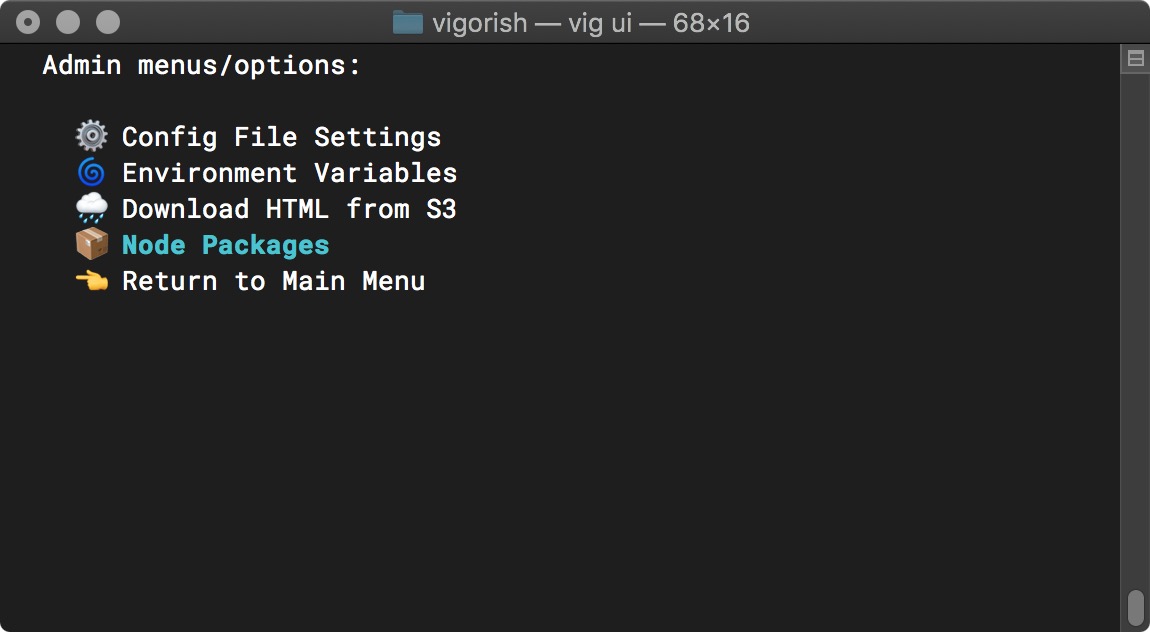 vigorish — vig ui — 68×16
Admin menus/options:
Config File Settings
Environment Variables
Download HTML from S3
Node Packages
Return to Main Menu